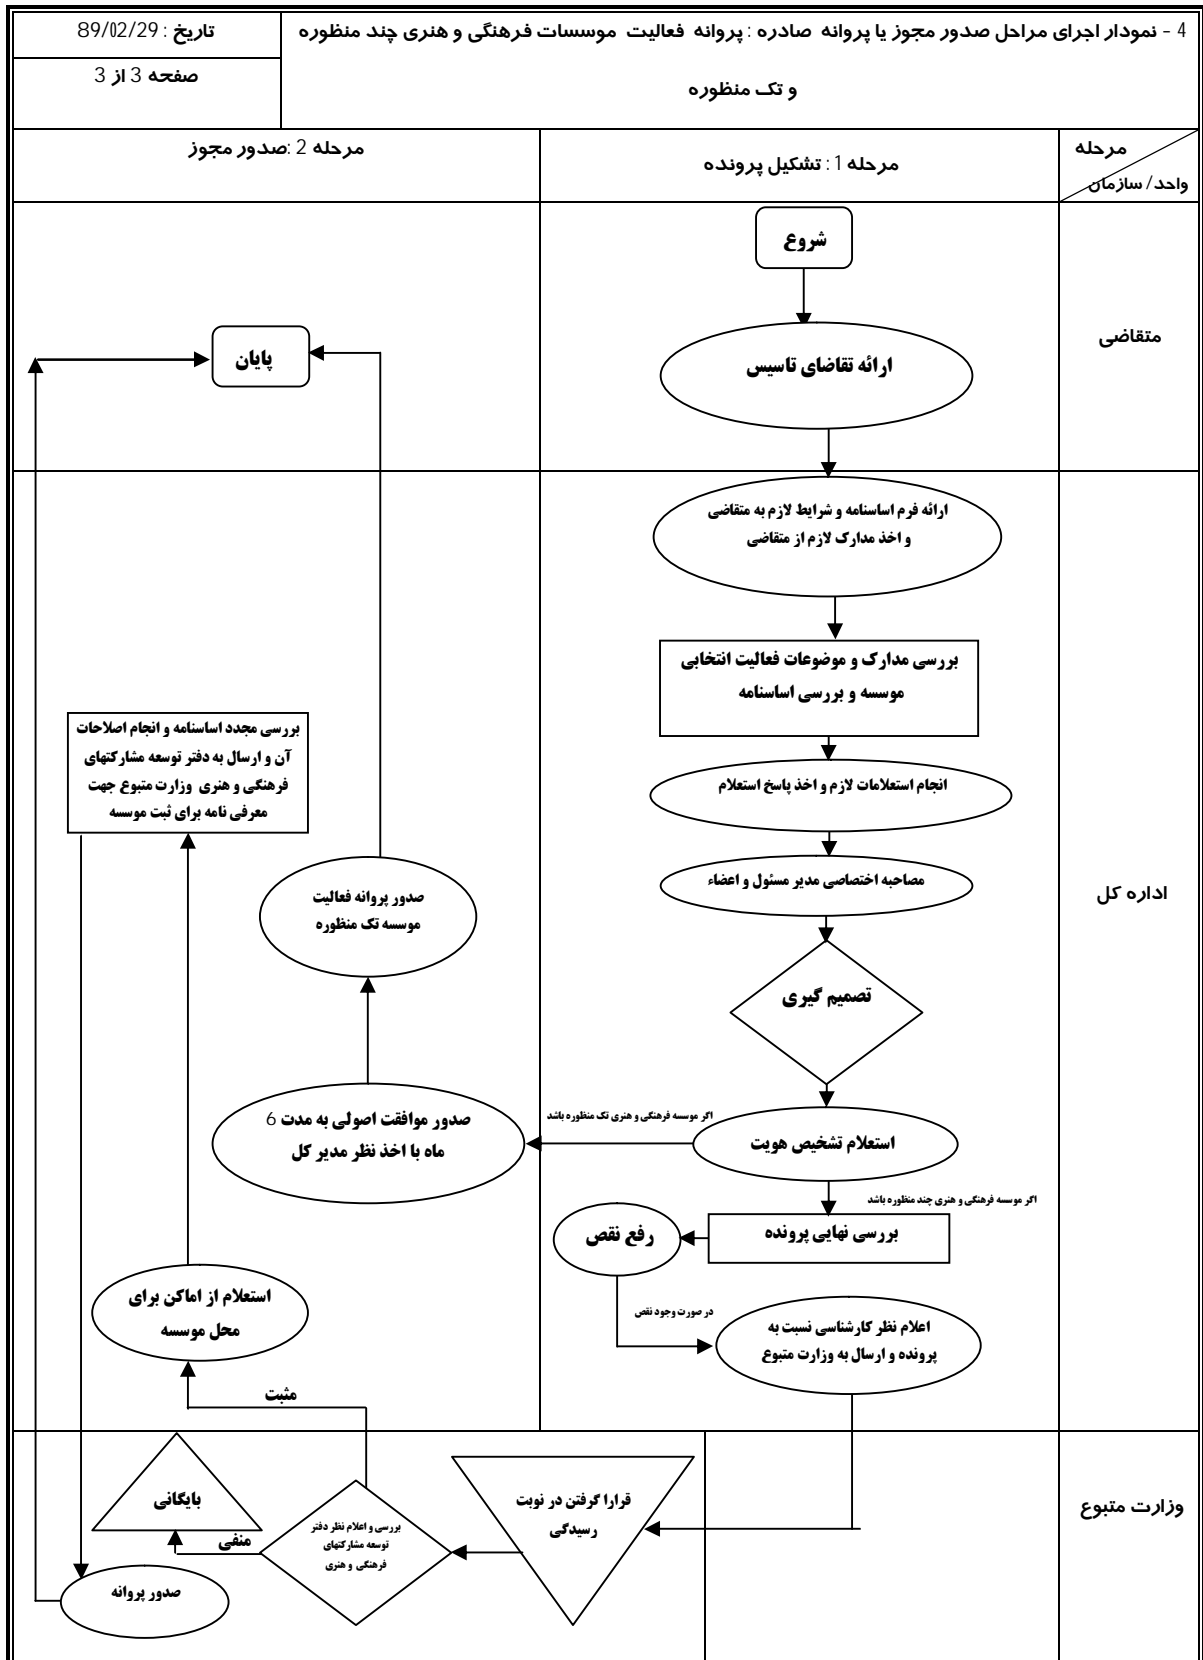 4 - نمودار اجرای مراحل صدور مجوز یا پروانه صادره : پروانه فعالیت موسسات فرهنگی و هنری چند منظوره
و تک منظوره
تاریخ : 89/02/29
صفحه 3 از 3
مرحله
واحد/ سازمان
مرحله 1 : تشکیل پرونده
مرحله 2 :صدور مجوز
متقاضی
شروع
ارائه تقاضای تاسیس
پایان
اداره کل
ارائه فرم اساسنامه و شرایط لازم به متقاضی
و اخذ مدارک لازم از متقاضی
بررسی مدارک و موضوعات فعالیت انتخابی
موسسه و بررسی اساسنامه
انجام استعلامات لازم و اخذ پاسخ استعلام
مصاحبه اختصاصی مدیر مسئول و اعضاء
تصمیم گیری
استعلام تشخیص هویت
اگر موسسه فرهنگی و هنری تک منظوره باشد
اگر موسسه فرهنگی و هنری چند منظوره باشد
بررسی نهایی پرونده
رفع نقص
در صورت وجود نقص
اعلام نظر کارشناسی نسبت به
پرونده و ارسال به وزارت متبوع
بررسی مجدد اساسنامه و انجام اصلاحات
آن و ارسال به دفتر توسعه مشارکتهای
فرهنگی و هنری وزارت متبوع جهت
معرفی نامه برای ثبت موسسه
صدور پروانه فعالیت
موسسه تک منظوره
صدور موافقت اصولی به مدت 6
ماه با اخذ نظر مدیر کل
استعلام از اماکن برای
محل موسسه
مثبت
وزارت متبوع
قرارا گرفتن در نوبت
رسیدگی
بررسی و اعلام نظر دفتر
توسعه مشارکتهای
فرهنگی و هنری
منفی
بایگانی
صدور پروانه